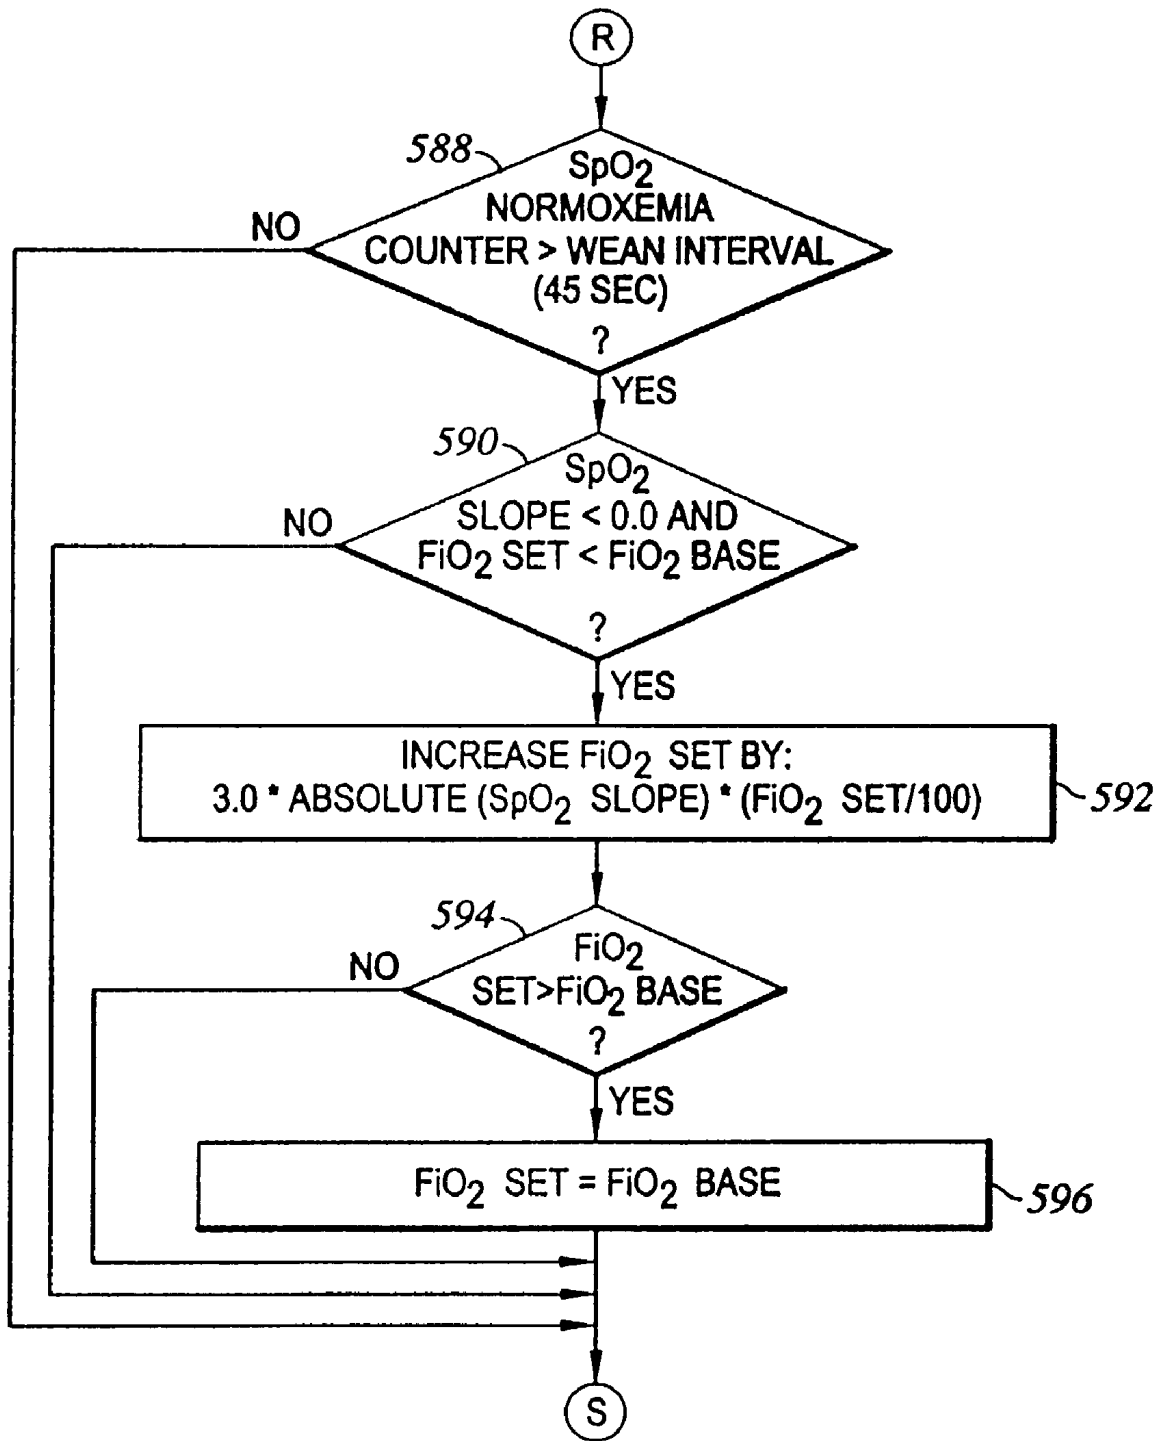 R
588
SpO2
NORMOXEMIA
COUNTER > WEAN INTERVAL
(45 SEC)
?
NO
YES
590
SpO2
SLOPE < 0.0 AND
FiO2 SET < FiO2 BASE
?
NO
YES
INCREASE FiO2 SET BY:
3.0 * ABSOLUTE (SpO2 SLOPE) * (FiO2 SET/100)
592
594
FiO2
SET>FiO2 BASE
?
NO
YES
FiO2 SET = FiO2 BASE
596
S